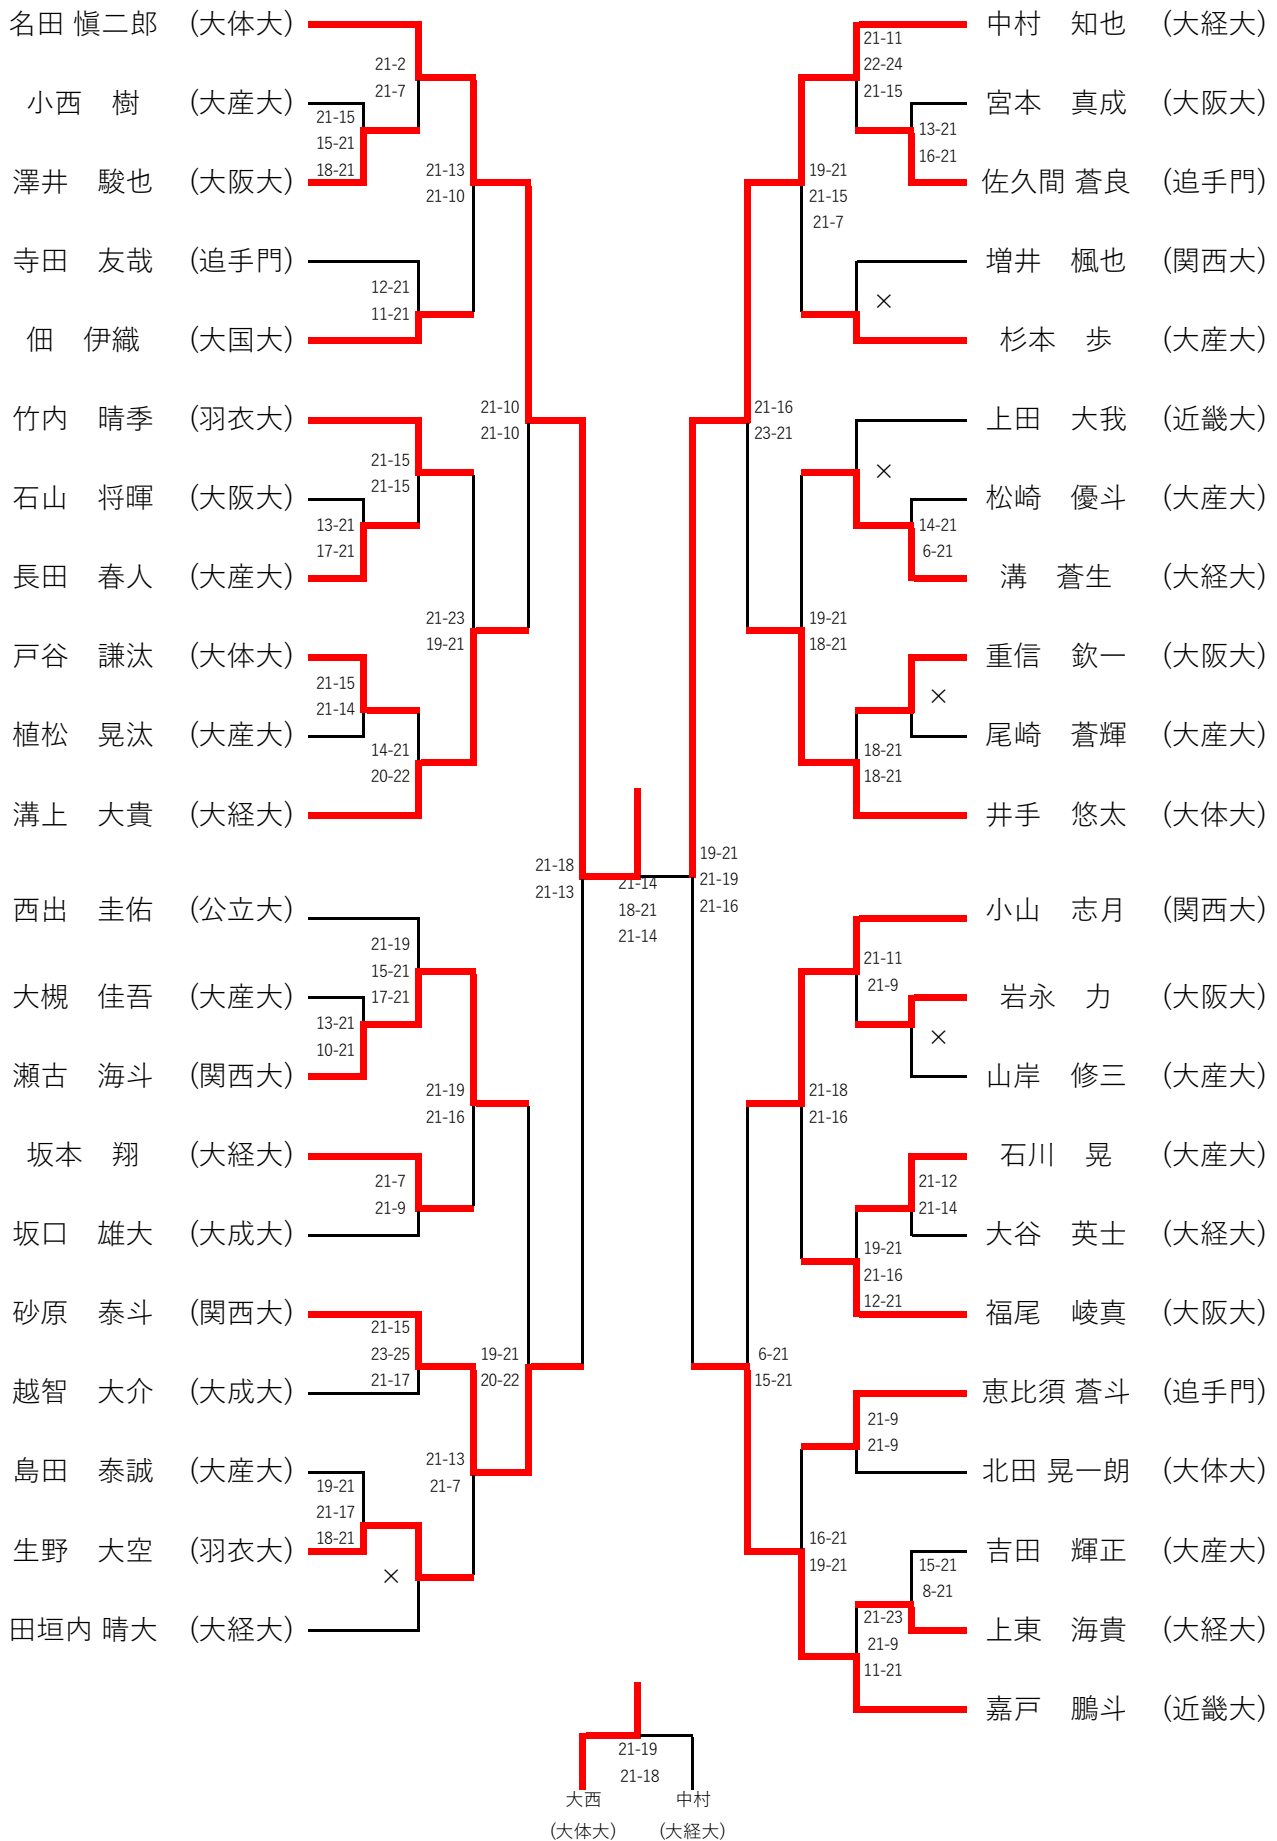 名田 愼二郎 (大体大)
21-2
21-7
小西 樹 (大産大)
21-15
15-21
18-21
澤井 駿也 (大阪大)
21-13
21-10
寺田 友哉 (追手門)
12-21
11-21
佃 伊織 (大国大)
21-10
21-10
竹内 晴季 (羽衣大)
21-15
21-15
石山 将暉 (大阪大)
13-21
17-21
長田 春人 (大産大)
21-23
19-21
戸谷 謙汰 (大体大)
21-15
21-14
植松 晃汰 (大産大)
14-21
20-22
溝上 大貴 (大経大)
21-18
21-13
西出 圭佑 (公立大)
21-19
15-21
17-21
大槻 佳吾 (大産大)
13-21
10-21
瀬古 海斗 (関西大)
21-19
21-16
坂本 翔 (大経大)
21-7
21-9
坂口 雄大 (大成大)
砂原 泰斗 (関西大)
21-15
23-25
21-17
19-21
20-22
越智 大介 (大成大)
21-13
21-7
島田 泰誠 (大産大)
19-21
21-17
18-21
生野 大空 (羽衣大)
×
田垣内 晴大 (大経大)
21-14
18-21
21-14
中村 知也 (大経大)
21-11
22-24
21-15
宮本 真成 (大阪大)
13-21
16-21
佐久間 蒼良 (追手門)
19-21
21-15
21-7
増井 楓也 (関西大)
×
杉本 歩 (大産大)
21-16
23-21
上田 大我 (近畿大)
×
松崎 優斗 (大産大)
14-21
6-21
溝 蒼生 (大経大)
19-21
18-21
重信 欽一 (大阪大)
×
尾崎 蒼輝 (大産大)
18-21
18-21
井手 悠太 (大体大)
19-21
21-19
21-16
小山 志月 (関西大)
21-11
21-9
岩永 力 (大阪大)
×
山岸 修三 (大産大)
21-18
21-16
石川 晃 (大産大)
21-12
21-14
大谷 英士 (大経大)
19-21
21-16
12-21
福尾 崚真 (大阪大)
6-21
15-21
恵比須 蒼斗 (追手門)
21-9
21-9
北田 晃一朗 (大体大)
16-21
19-21
吉田 輝正 (大産大)
15-21
8-21
上東 海貴 (大経大)
21-23
21-9
11-21
嘉戸 鵬斗 (近畿大)
21-19
21-18
大西 中村
(大体大) (大経大)